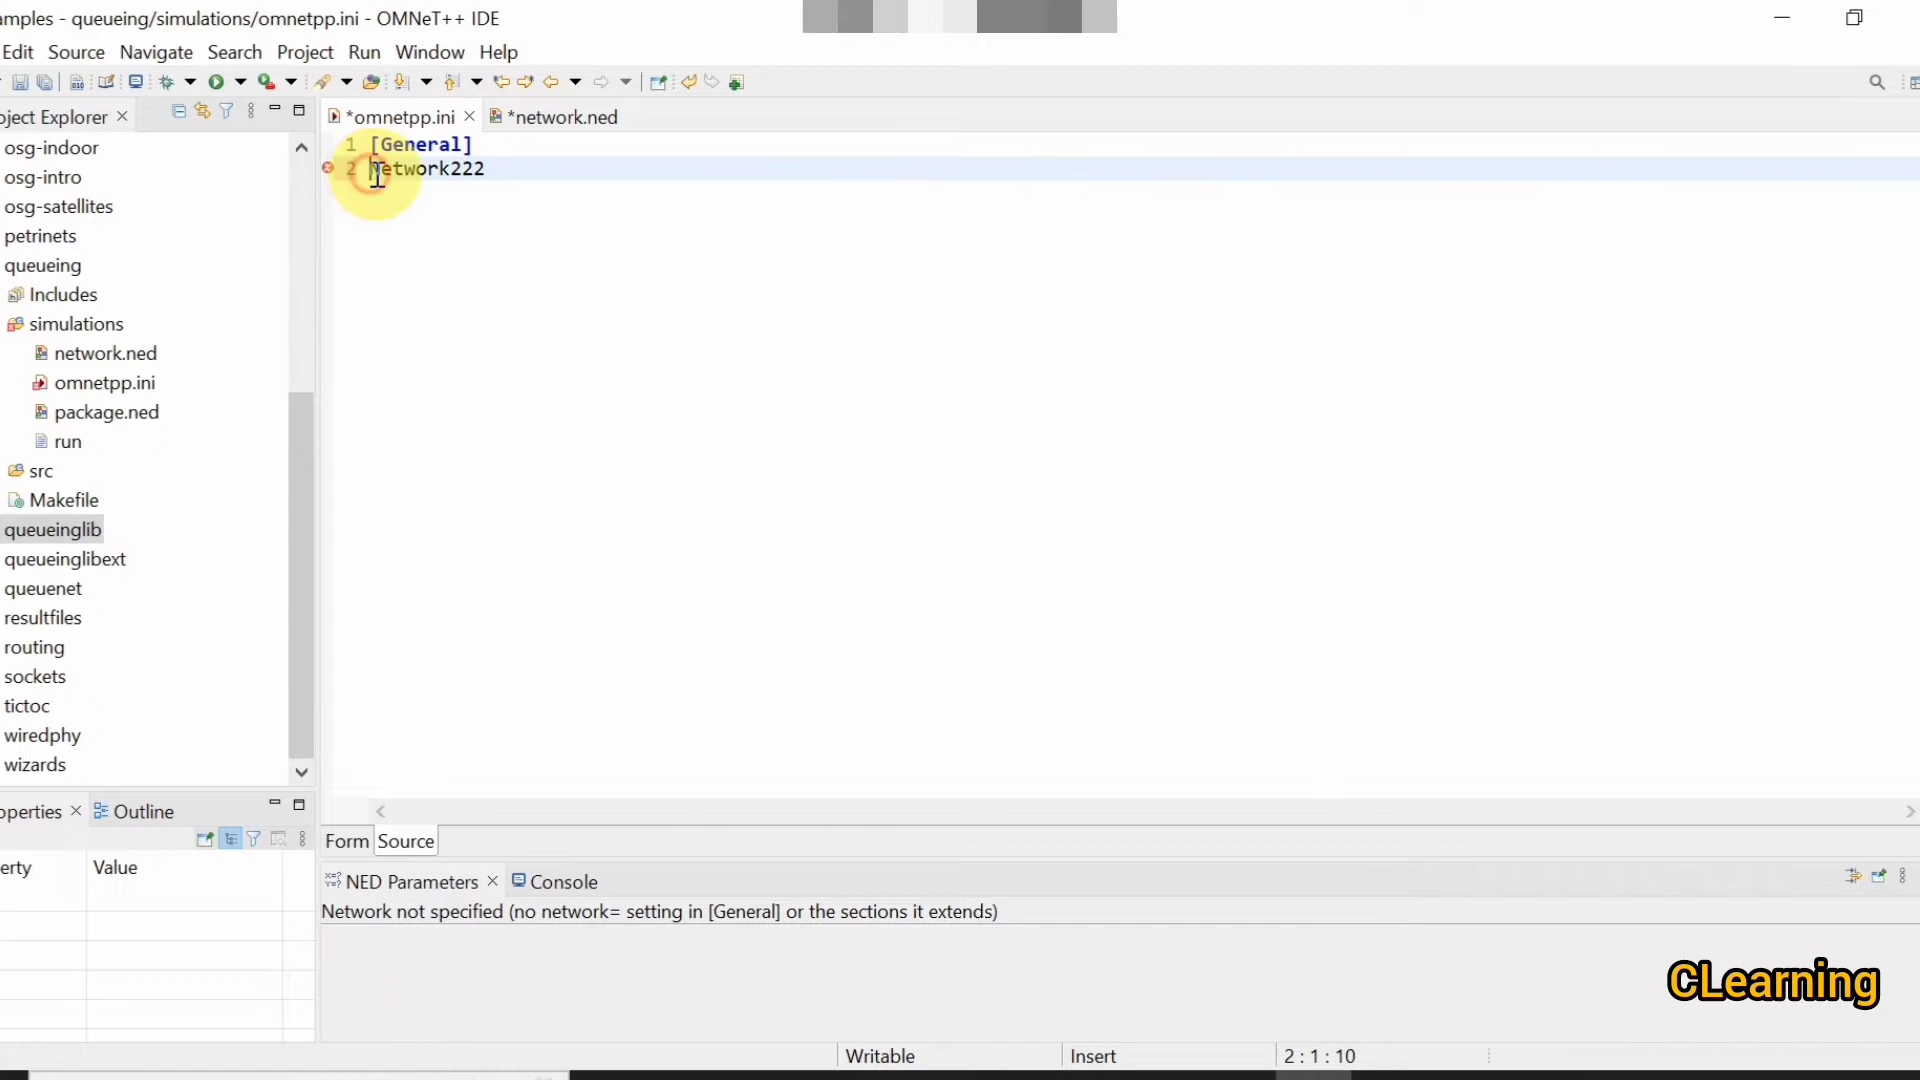 amples - queueing/simulations/omnetpp.ini - OMNeT++ IDE
Edit Source Navigate Search Project Run Window Help
oject Explorer
*omnetpp.ini
*network.ned
osg-indoor
osg-intro
osg-satellites
petrinets
queueing
Includes
simulations
network.ned
omnetpp.ini
package.ned
run
src
Makefile
queueinglib
queueinglibext
queuenet
resultfiles
routing
sockets
tictoc
wiredphy
wizards
1 [General]
2 Network222
operties
Outline
erty Value
Form Source
NED Parameters
Console
Network not specified (no network= setting in [General] or the sections it extends)
CLearning
Writable Insert 2 : 1 : 10